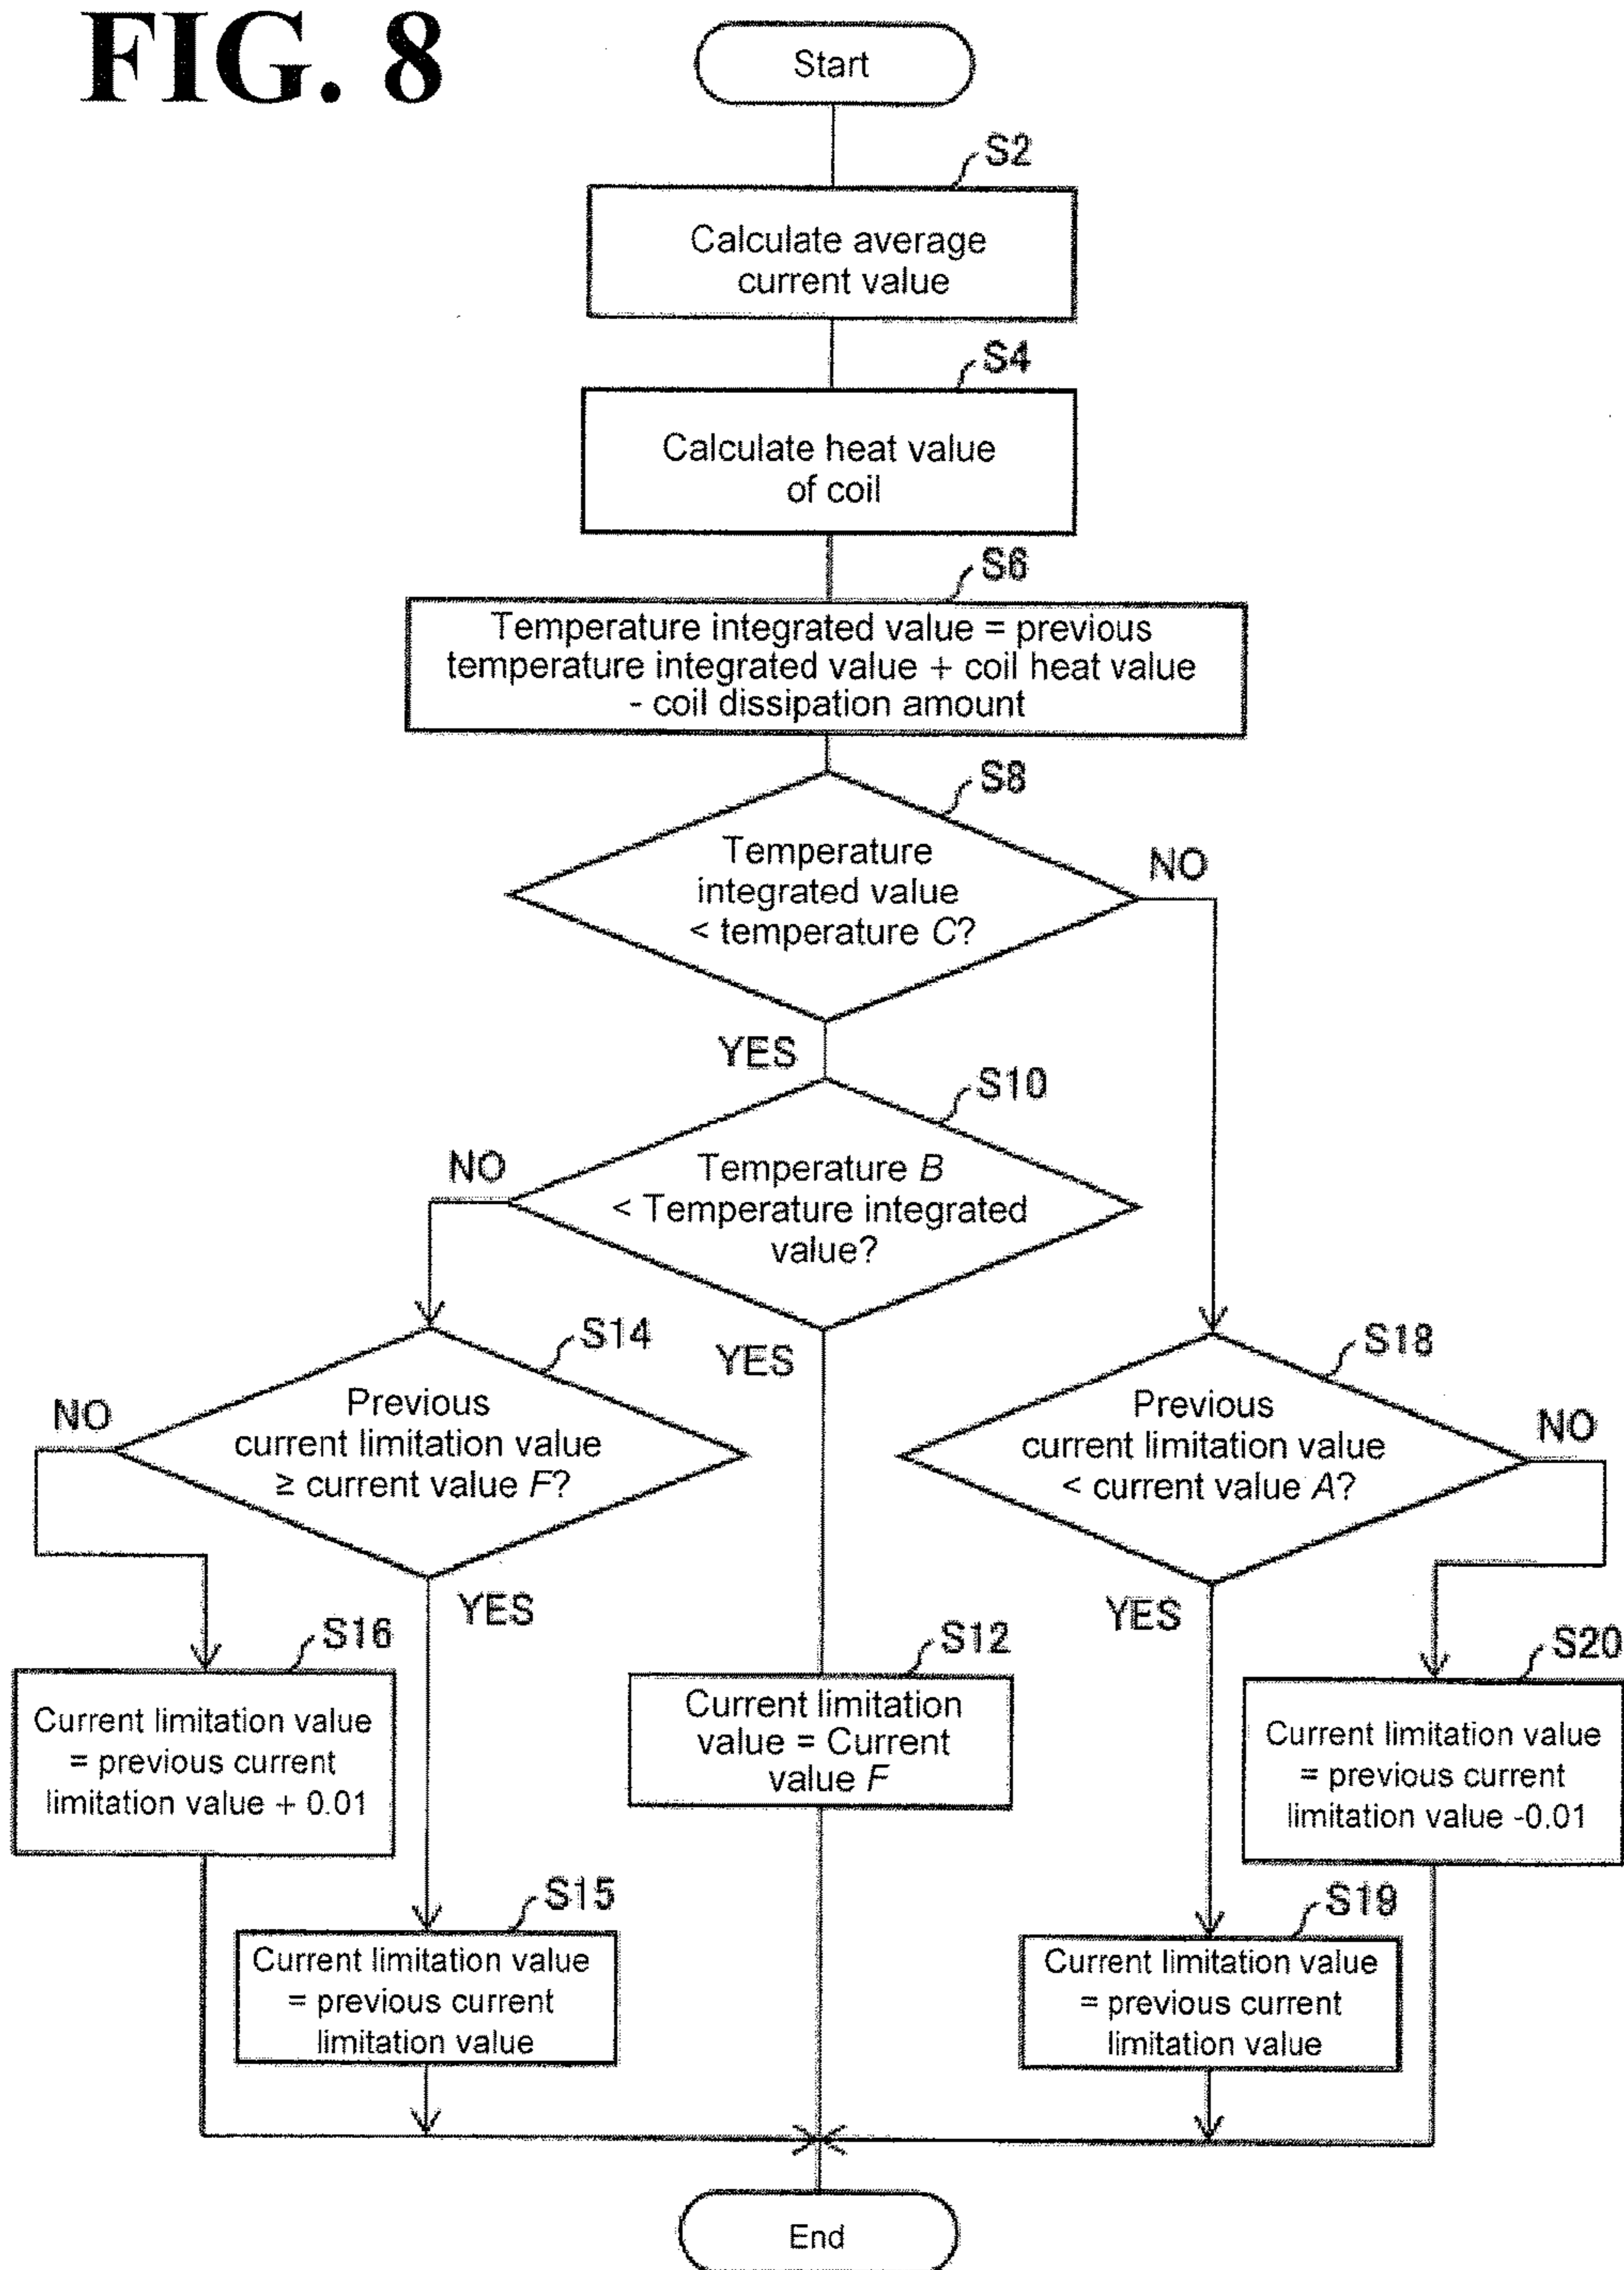 FIG. 8
Start
S2
Calculate average
current value
S4
Calculate heat value
of coil
S6
Temperature integrated value = previous
temperature integrated value + coil heat value
- coil dissipation amount
S8
Temperature
integrated value
< temperature C?
NO
YES
S10
Temperature B
< Temperature integrated
value?
NO
YES
S14
Previous
current limitation value
≥ current value F?
NO
YES
S18
Previous
current limitation value
< current value A?
NO
YES
S16
Current limitation value
= previous current
limitation value + 0.01
S12
Current limitation
value = Current
value F
S20
Current limitation value
= previous current
limitation value -0.01
S15
Current limitation value
= previous current
limitation value
S19
Current limitation value
= previous current
limitation value
End